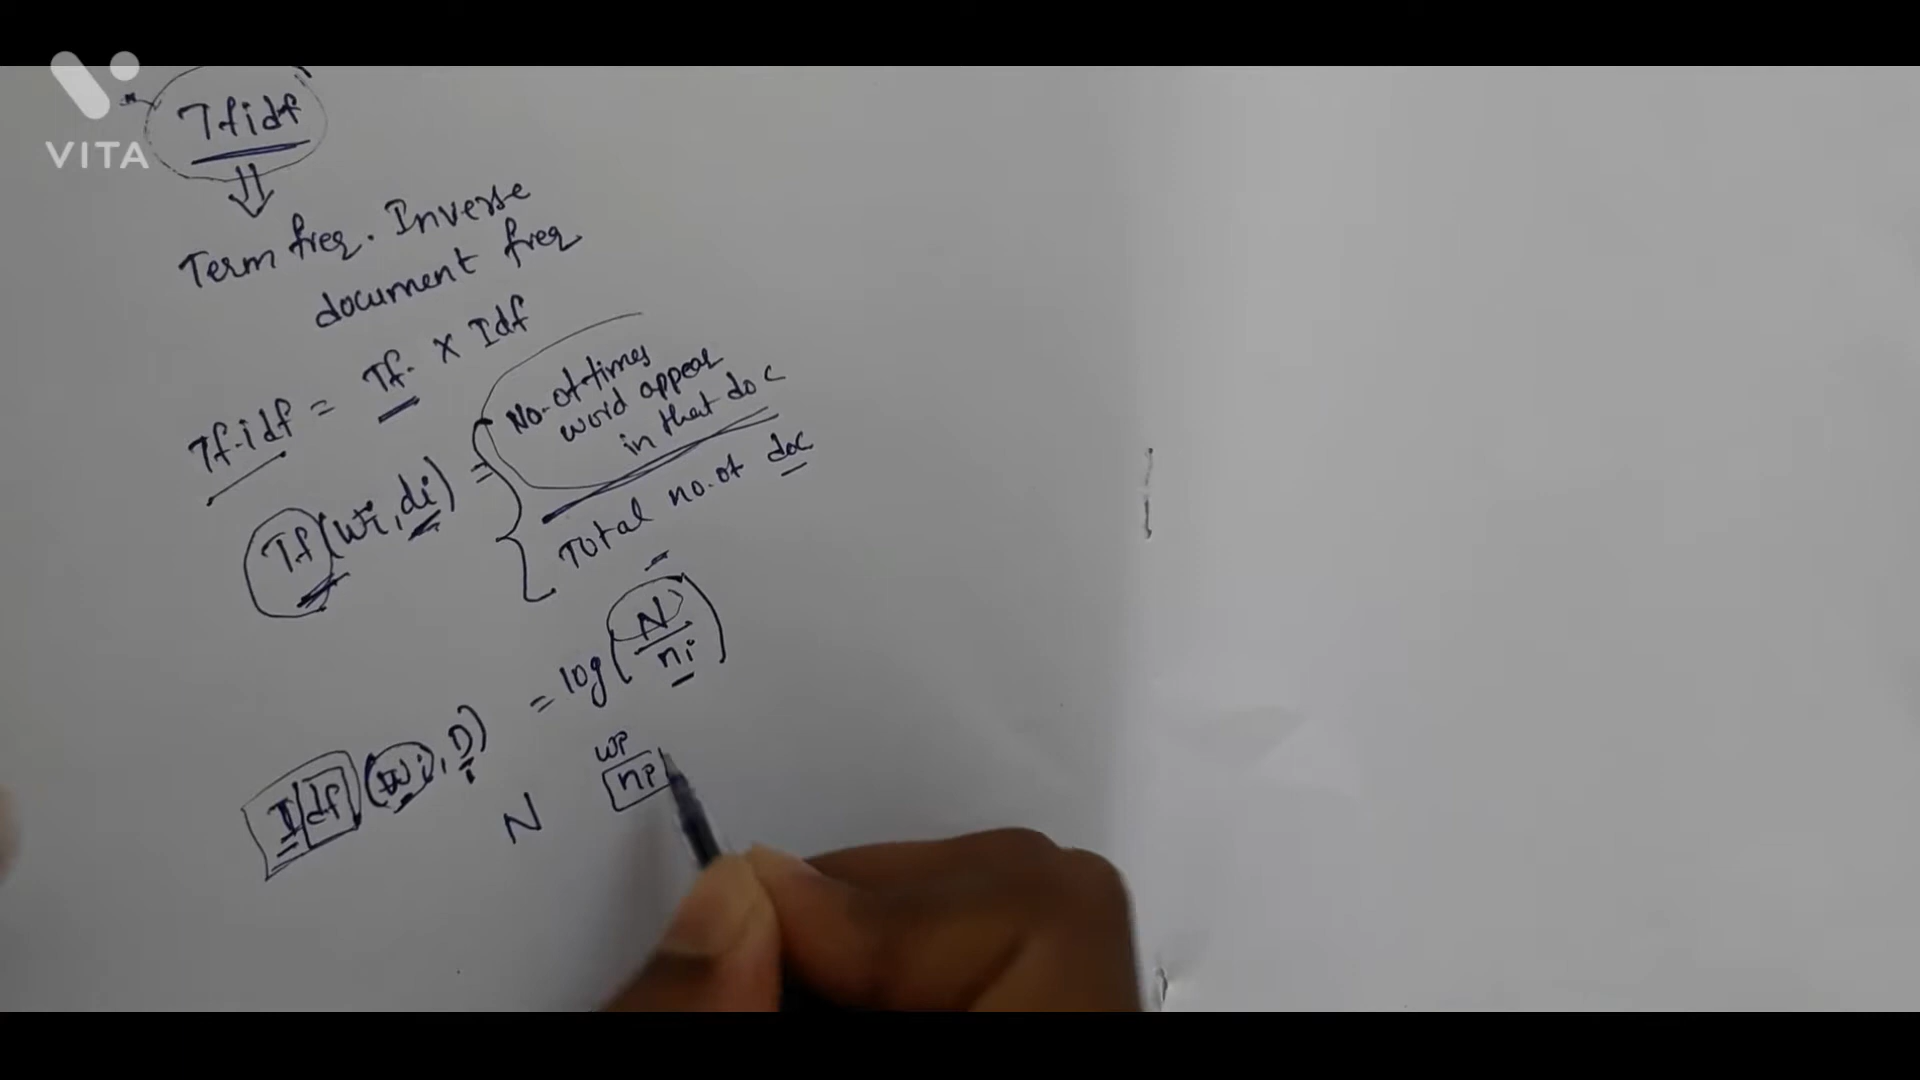 VITA
Tfidf
Term freq. Inverse
document freq
Tf-idf = Tf. x Idf
Tf(wi, di) = No. of times
word appear
in that doc
Total no. of doc
Idf(wi, D) = log(N/ni)
N
wp
np